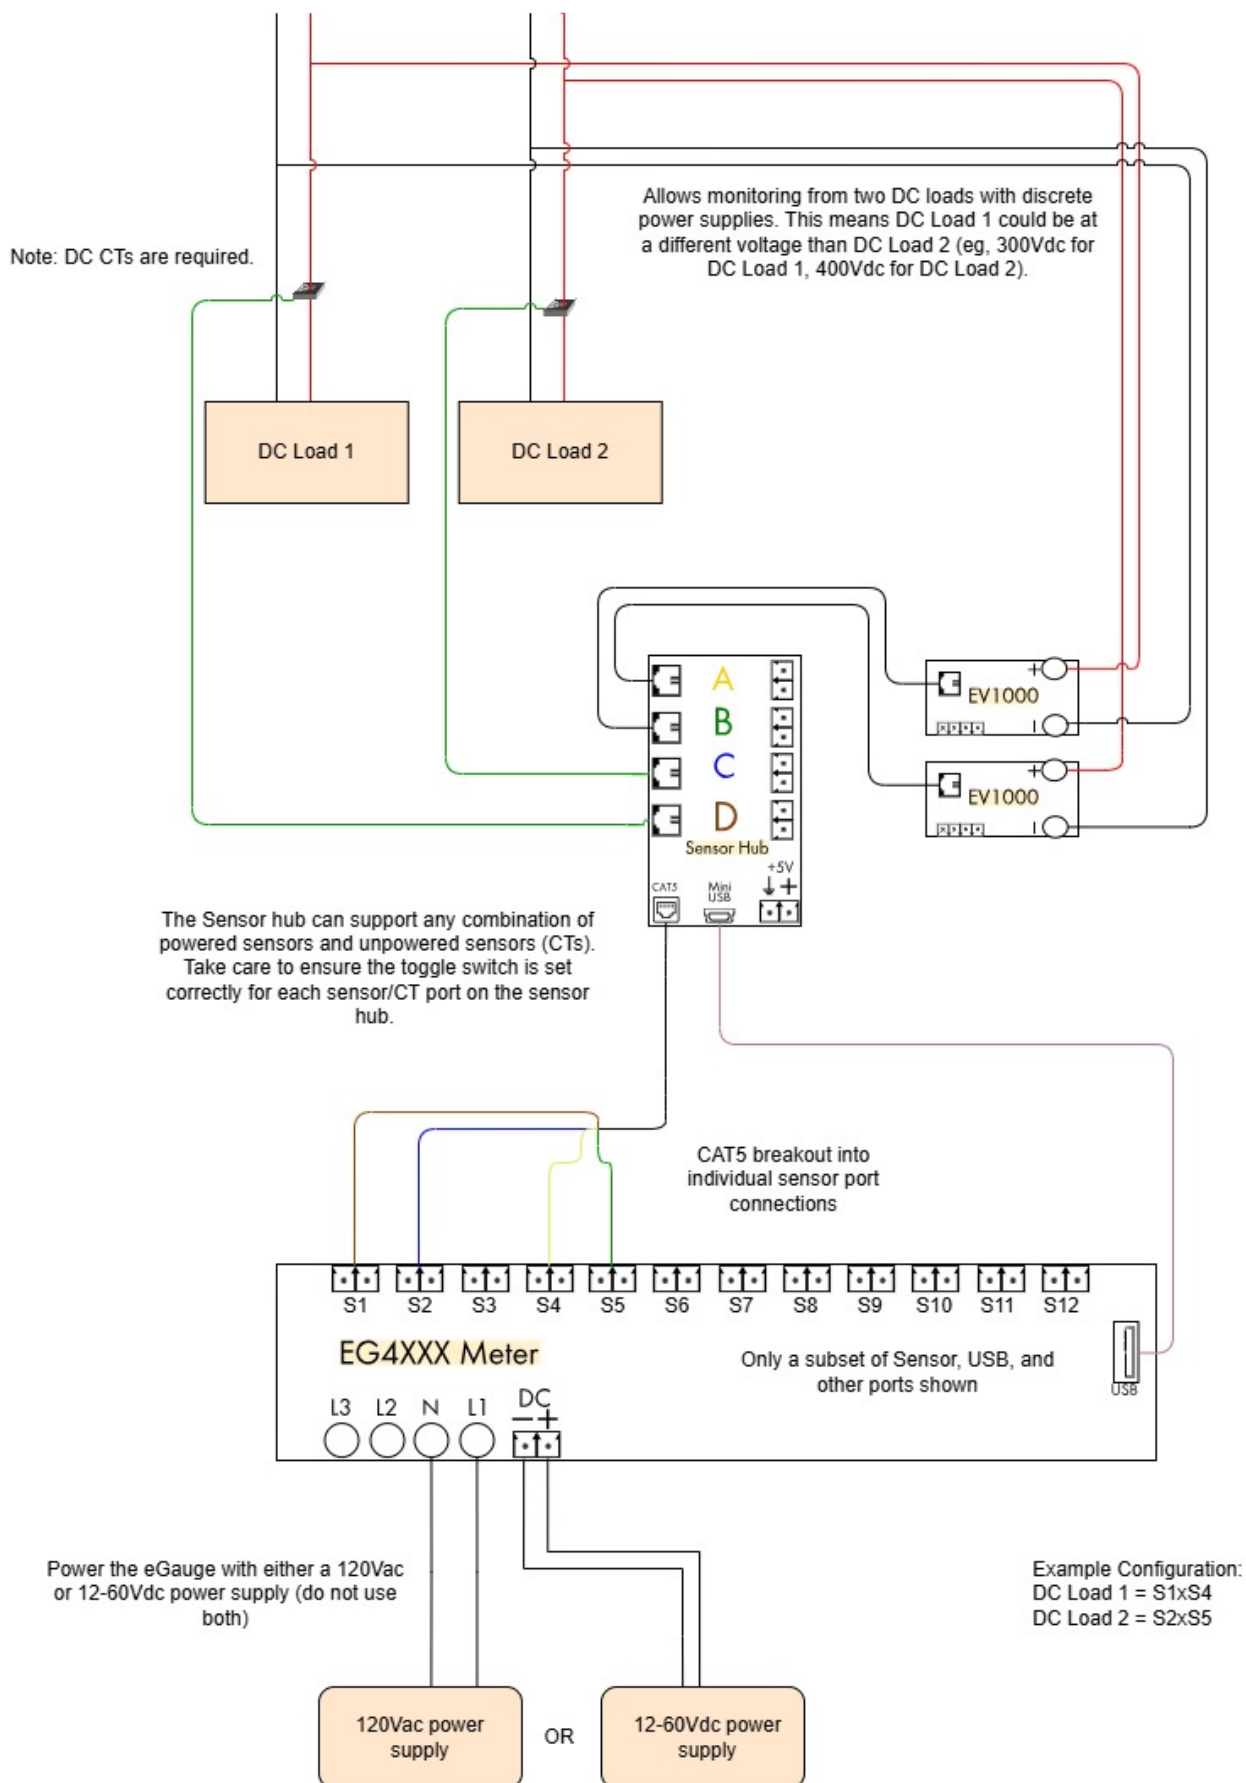 Allows monitoring from two DC loads with discrete
power supplies. This means DC Load 1 could be at
a different voltage than DC Load 2 (eg, 300Vdc for
DC Load 1, 400Vdc for DC Load 2).
Note: DC CTs are required.
DC Load 1
DC Load 2
A
B
C
D
Sensor Hub
+5V
CAT5
Mini
USB
+
EV1000
+
EV1000
The Sensor hub can support any combination of
powered sensors and unpowered sensors (CTs).
Take care to ensure the toggle switch is set
correctly for each sensor/CT port on the sensor
hub.
CAT5 breakout into
individual sensor port
connections
S1 S2 S3 S4 S5 S6 S7 S8 S9 S10 S11 S12
EG4XXX Meter
Only a subset of Sensor, USB, and
other ports shown
USB
L3 L2 N L1
DC
− +
Power the eGauge with either a 120Vac
or 12-60Vdc power supply (do not use
both)
Example Configuration:
DC Load 1 = S1xS4
DC Load 2 = S2xS5
120Vac power
supply
OR
12-60Vdc power
supply